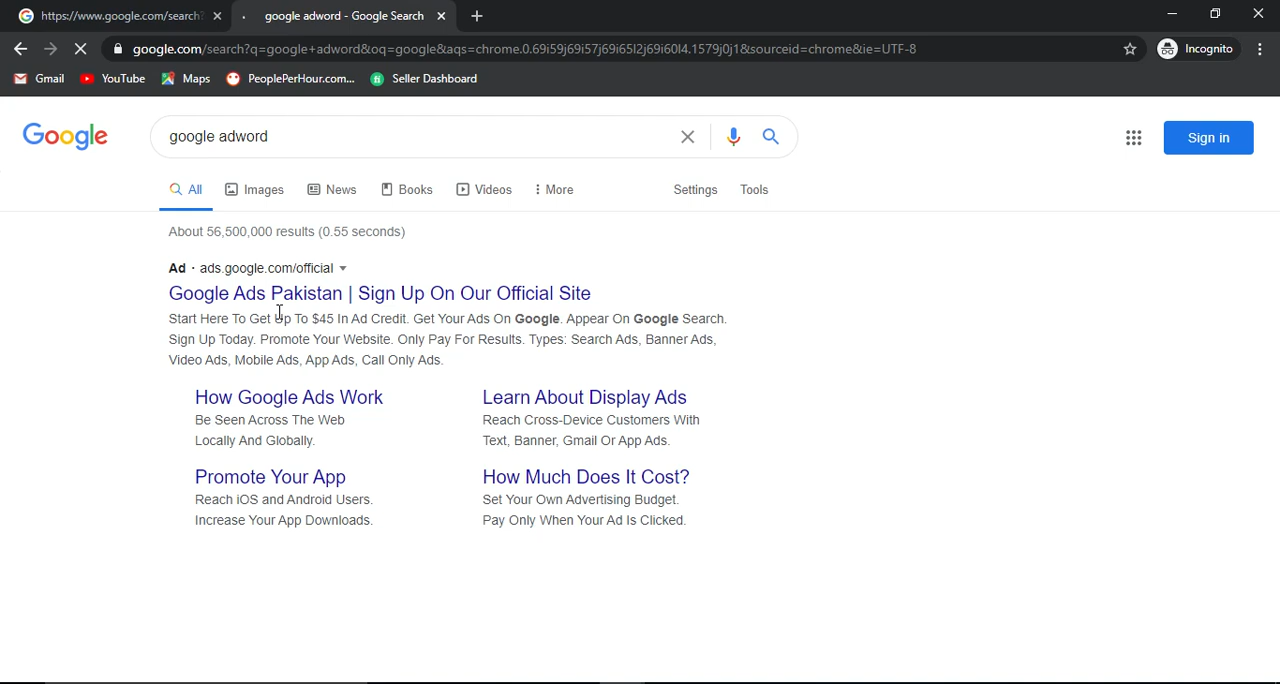 https://www.google.com/search?
google adword - Google Search
google.com/search?q=google+adword&oq=google&aqs=chrome.0.69i59j69i57j69i65l2j69i60l4.1579j0j1&sourceid=chrome&ie=UTF-8
Incognito
Gmail
YouTube
Maps
PeoplePerHour.com...
fi
Seller Dashboard
Google
google adword
Sign in
All
Images
News
Books
Videos
More
Settings
Tools
About 56,500,000 results (0.55 seconds)
Ad · ads.google.com/official
Google Ads Pakistan | Sign Up On Our Official Site
Start Here To Get Up To $45 In Ad Credit. Get Your Ads On Google. Appear On Google Search.
Sign Up Today. Promote Your Website. Only Pay For Results. Types: Search Ads, Banner Ads,
Video Ads, Mobile Ads, App Ads, Call Only Ads.
How Google Ads Work
Be Seen Across The Web
Locally And Globally.
Learn About Display Ads
Reach Cross-Device Customers With
Text, Banner, Gmail Or App Ads.
Promote Your App
Reach iOS and Android Users.
Increase Your App Downloads.
How Much Does It Cost?
Set Your Own Advertising Budget.
Pay Only When Your Ad Is Clicked.